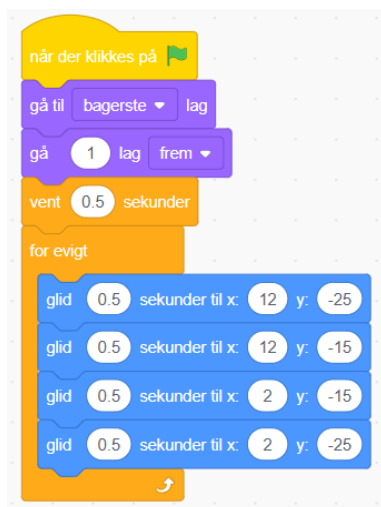 når der klikkes på
gå til bagerste lag
gå 1 lag frem
vent 0.5 sekunder
for evigt
glid 0.5 sekunder til x: 12 y: -25
glid 0.5 sekunder til x: 12 y: -15
glid 0.5 sekunder til x: 2 y: -15
glid 0.5 sekunder til x: 2 y: -25